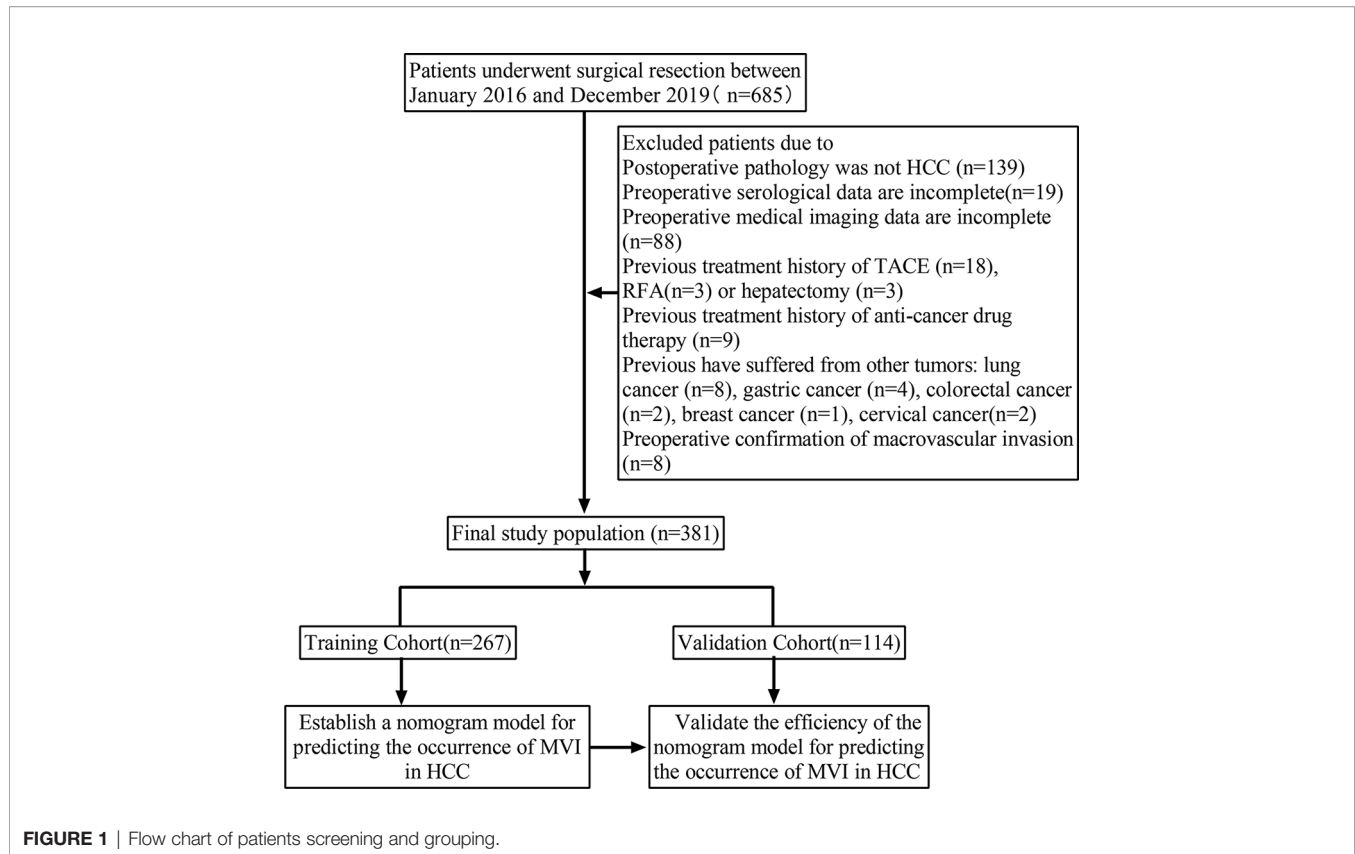 Patients underwent surgical resection between
January 2016 and December 2019( n=685)
Excluded patients due to
Postoperative pathology was not HCC (n=139)
Preoperative serological data are incomplete(n=19)
Preoperative medical imaging data are incomplete
(n=88)
Previous treatment history of TACE (n=18),
RFA(n=3) or hepatectomy (n=3)
Previous treatment history of anti-cancer drug
therapy (n=9)
Previous have suffered from other tumors: lung
cancer (n=8), gastric cancer (n=4), colorectal cancer
(n=2), breast cancer (n=1), cervical cancer(n=2)
Preoperative confirmation of macrovascular invasion
(n=8)
Final study population (n=381)
Training Cohort(n=267)
Validation Cohort(n=114)
Establish a nomogram model for
predicting the occurrence of MVI
in HCC
Validate the efficiency of the
nomogram model for predicting
the occurrence of MVI in HCC
FIGURE 1 | Flow chart of patients screening and grouping.